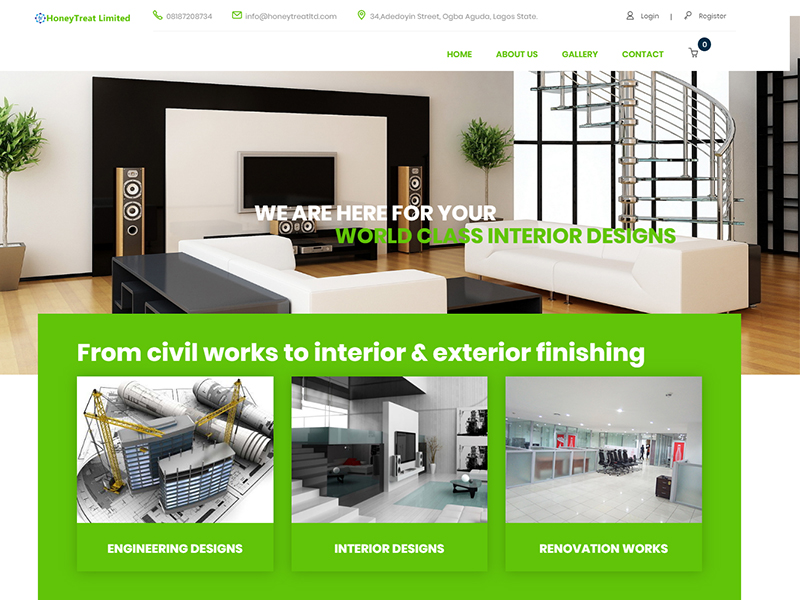 HoneyTreat Limited
08187208734
info@honeytreatltd.com
34,Adedoyin Street, Ogba Aguda, Lagos State.
Login | Register
HOME ABOUT US GALLERY CONTACT 0
WE ARE HERE FOR YOUR
WORLD CLASS INTERIOR DESIGNS
From civil works to interior & exterior finishing
ENGINEERING DESIGNS
INTERIOR DESIGNS
RENOVATION WORKS